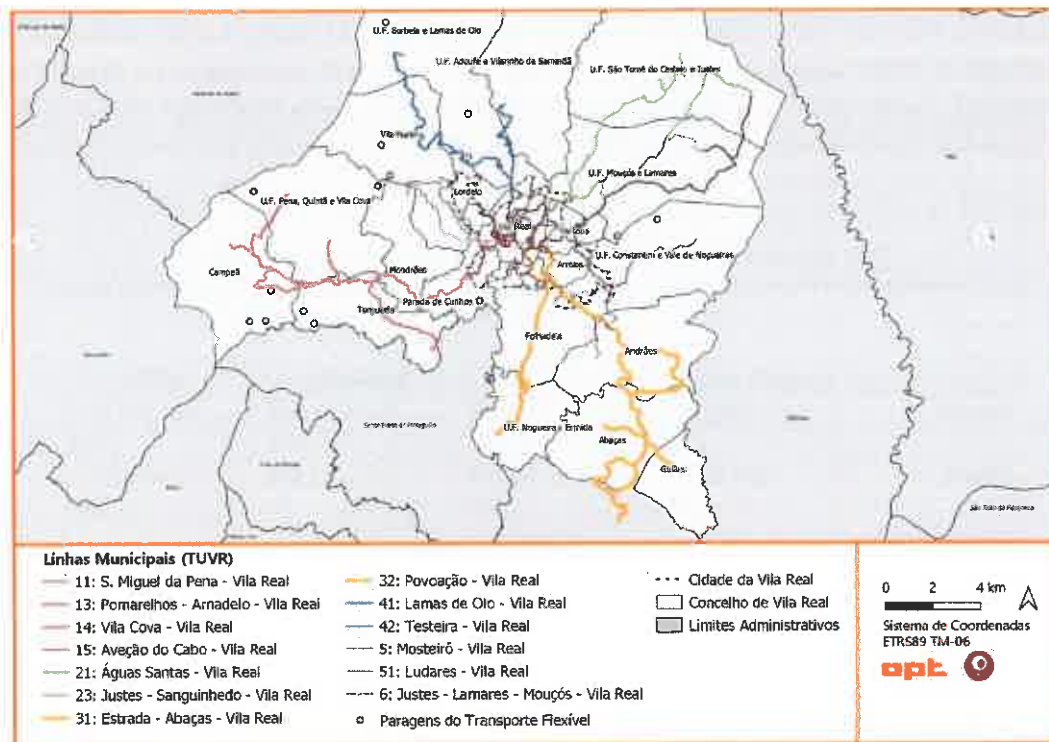 U.F. Borbela e Lamas de Olo
U.F. Adoufe e Vilarinho de Samardã
U.F. São Tomé do Castelo e Justes
Vila Marim
U.F. Mouçós e Lamares
Lordelo
U.F. Pena, Quintã e Vila Cova
Real
U.F. Constantim e Vale de Nogueiras
Arroios
Campeã
Mondrões
Parada de Cunhos
Torgueda
Folhadela
Andrães
U.F. Nogueira e Ermida
Abaças
Guiães
São João da Pesqueira
Linhas Municipais (TUVR)
11: S. Miguel da Pena - Vila Real
13: Pomarelhos - Arnadelo - Vila Real
14: Vila Cova - Vila Real
15: Aveção do Cabo - Vila Real
21: Águas Santas - Vila Real
23: Justes - Sanguinhedo - Vila Real
31: Estrada - Abaças - Vila Real
32: Povoação - Vila Real
41: Lamas de Olo - Vila Real
42: Testeira - Vila Real
5: Mosteirô - Vila Real
51: Ludares - Vila Real
6: Justes - Lamares - Mouçós - Vila Real
Paragens do Transporte Flexível
Cidade da Vila Real
Concelho de Vila Real
Limites Administrativos
0 2 4 km
Sistema de Coordenadas
ETRS89 TM-06
opt